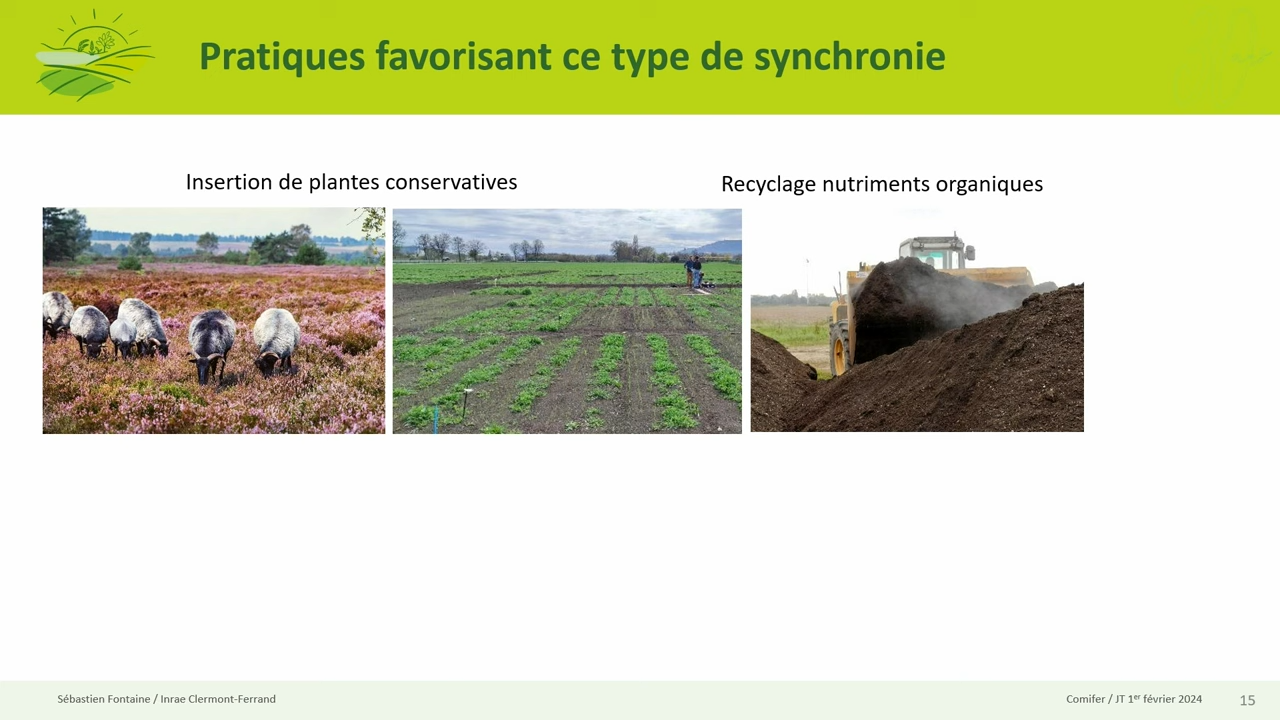 Pratiques favorisant ce type de synchronie
Insertion de plantes conservatives
Recyclage nutriments organiques
Sébastien Fontaine / Inrae Clermont-Ferrand
Comifer / JT 1er février 2024
15